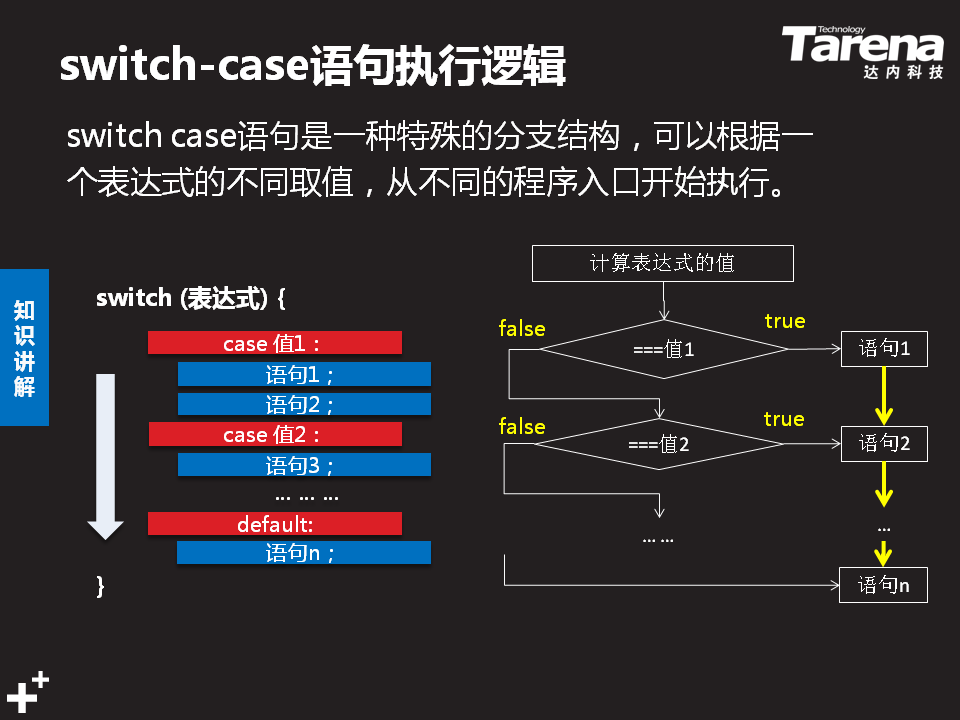 switch-case语句执行逻辑
Technology
Tarena
达内科技
switch case语句是一种特殊的分支结构，可以根据一
个表达式的不同取值，从不同的程序入口开始执行。
知识讲解
switch (表达式) {
case 值1：
语句1；
语句2；
case 值2：
语句3；
... ... ...
default:
语句n；
}
计算表达式的值
false
true
===值1
语句1
false
true
===值2
语句2
... ...
...
语句n